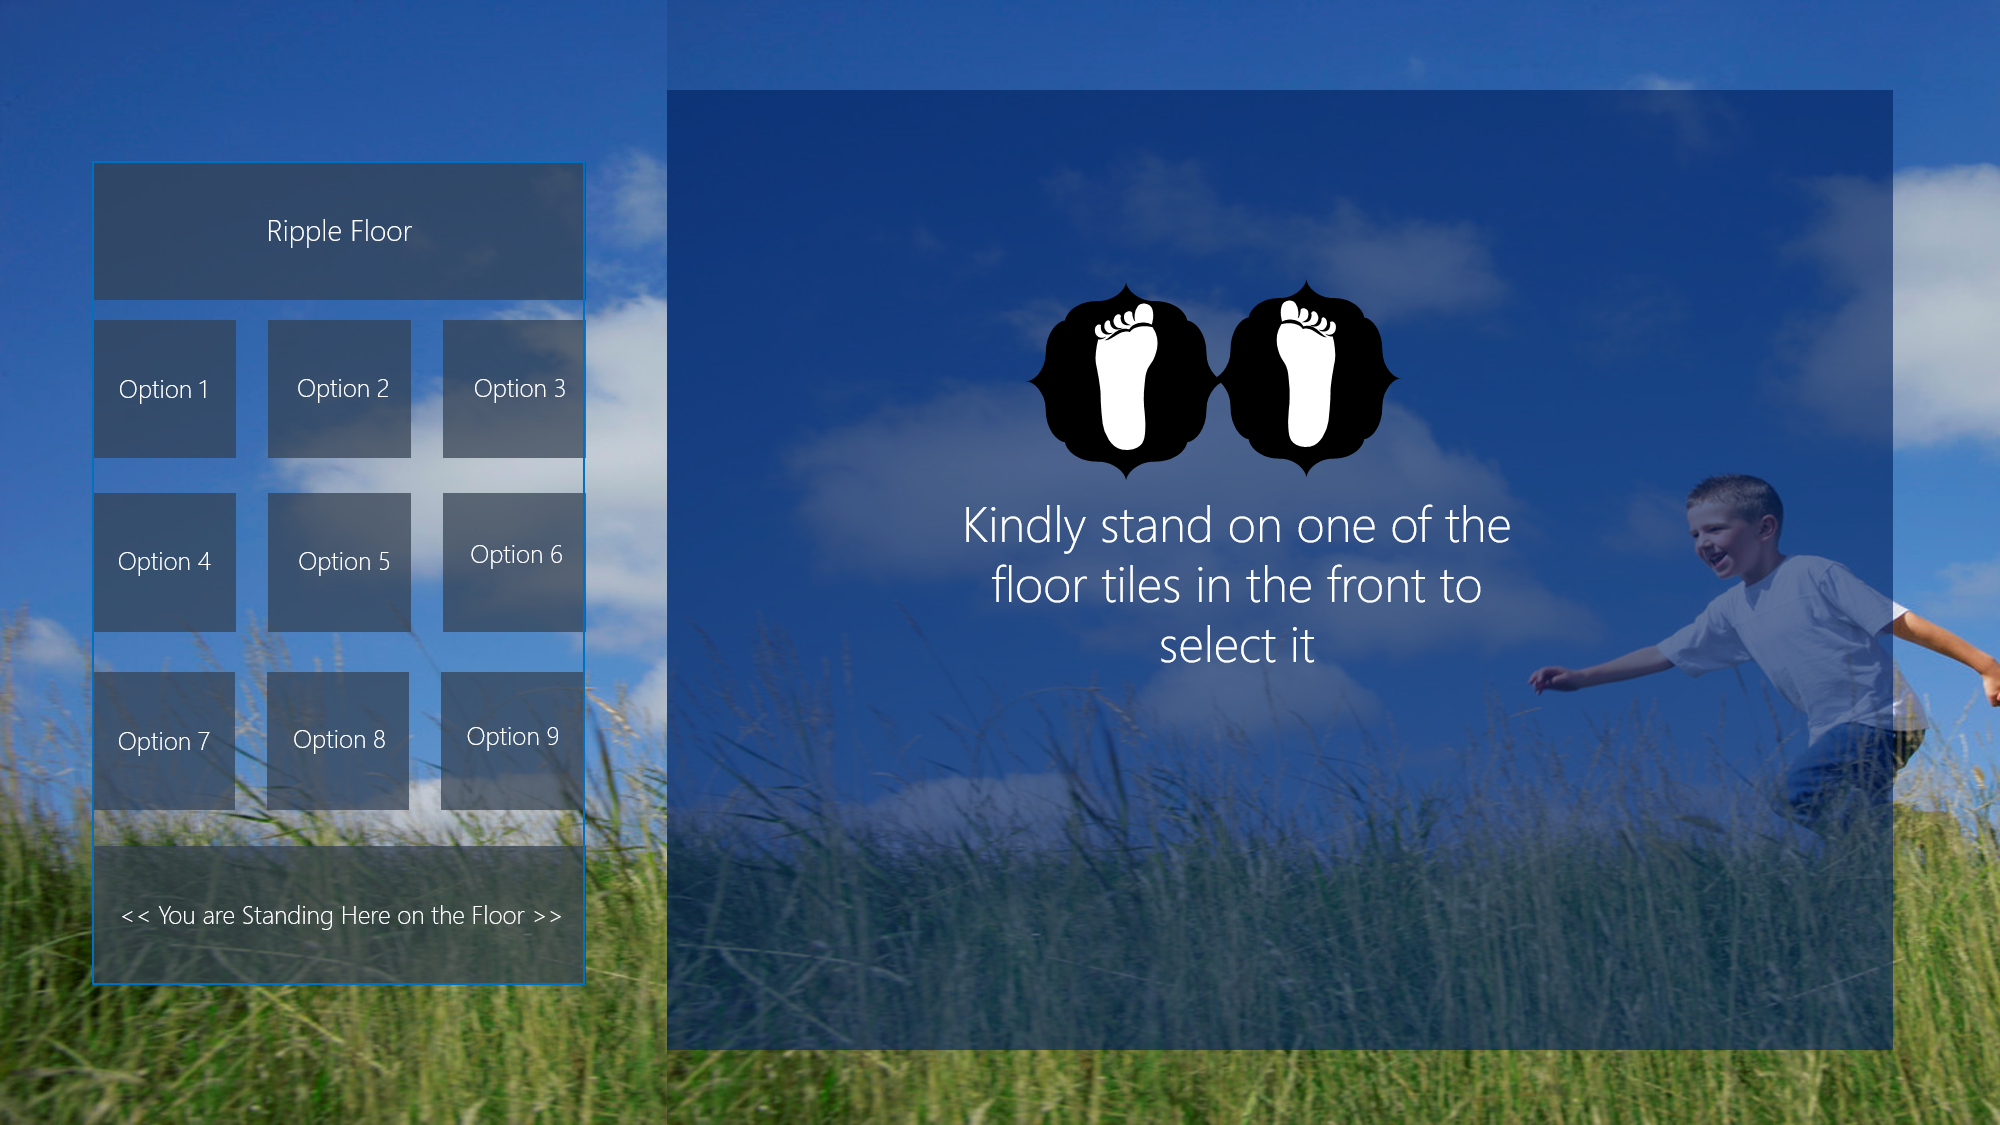 Ripple Floor
Option 1
Option 2
Option 3
Option 4
Option 5
Option 6
Option 7
Option 8
Option 9
<< You are Standing Here on the Floor >>
Kindly stand on one of the
floor tiles in the front to
select it